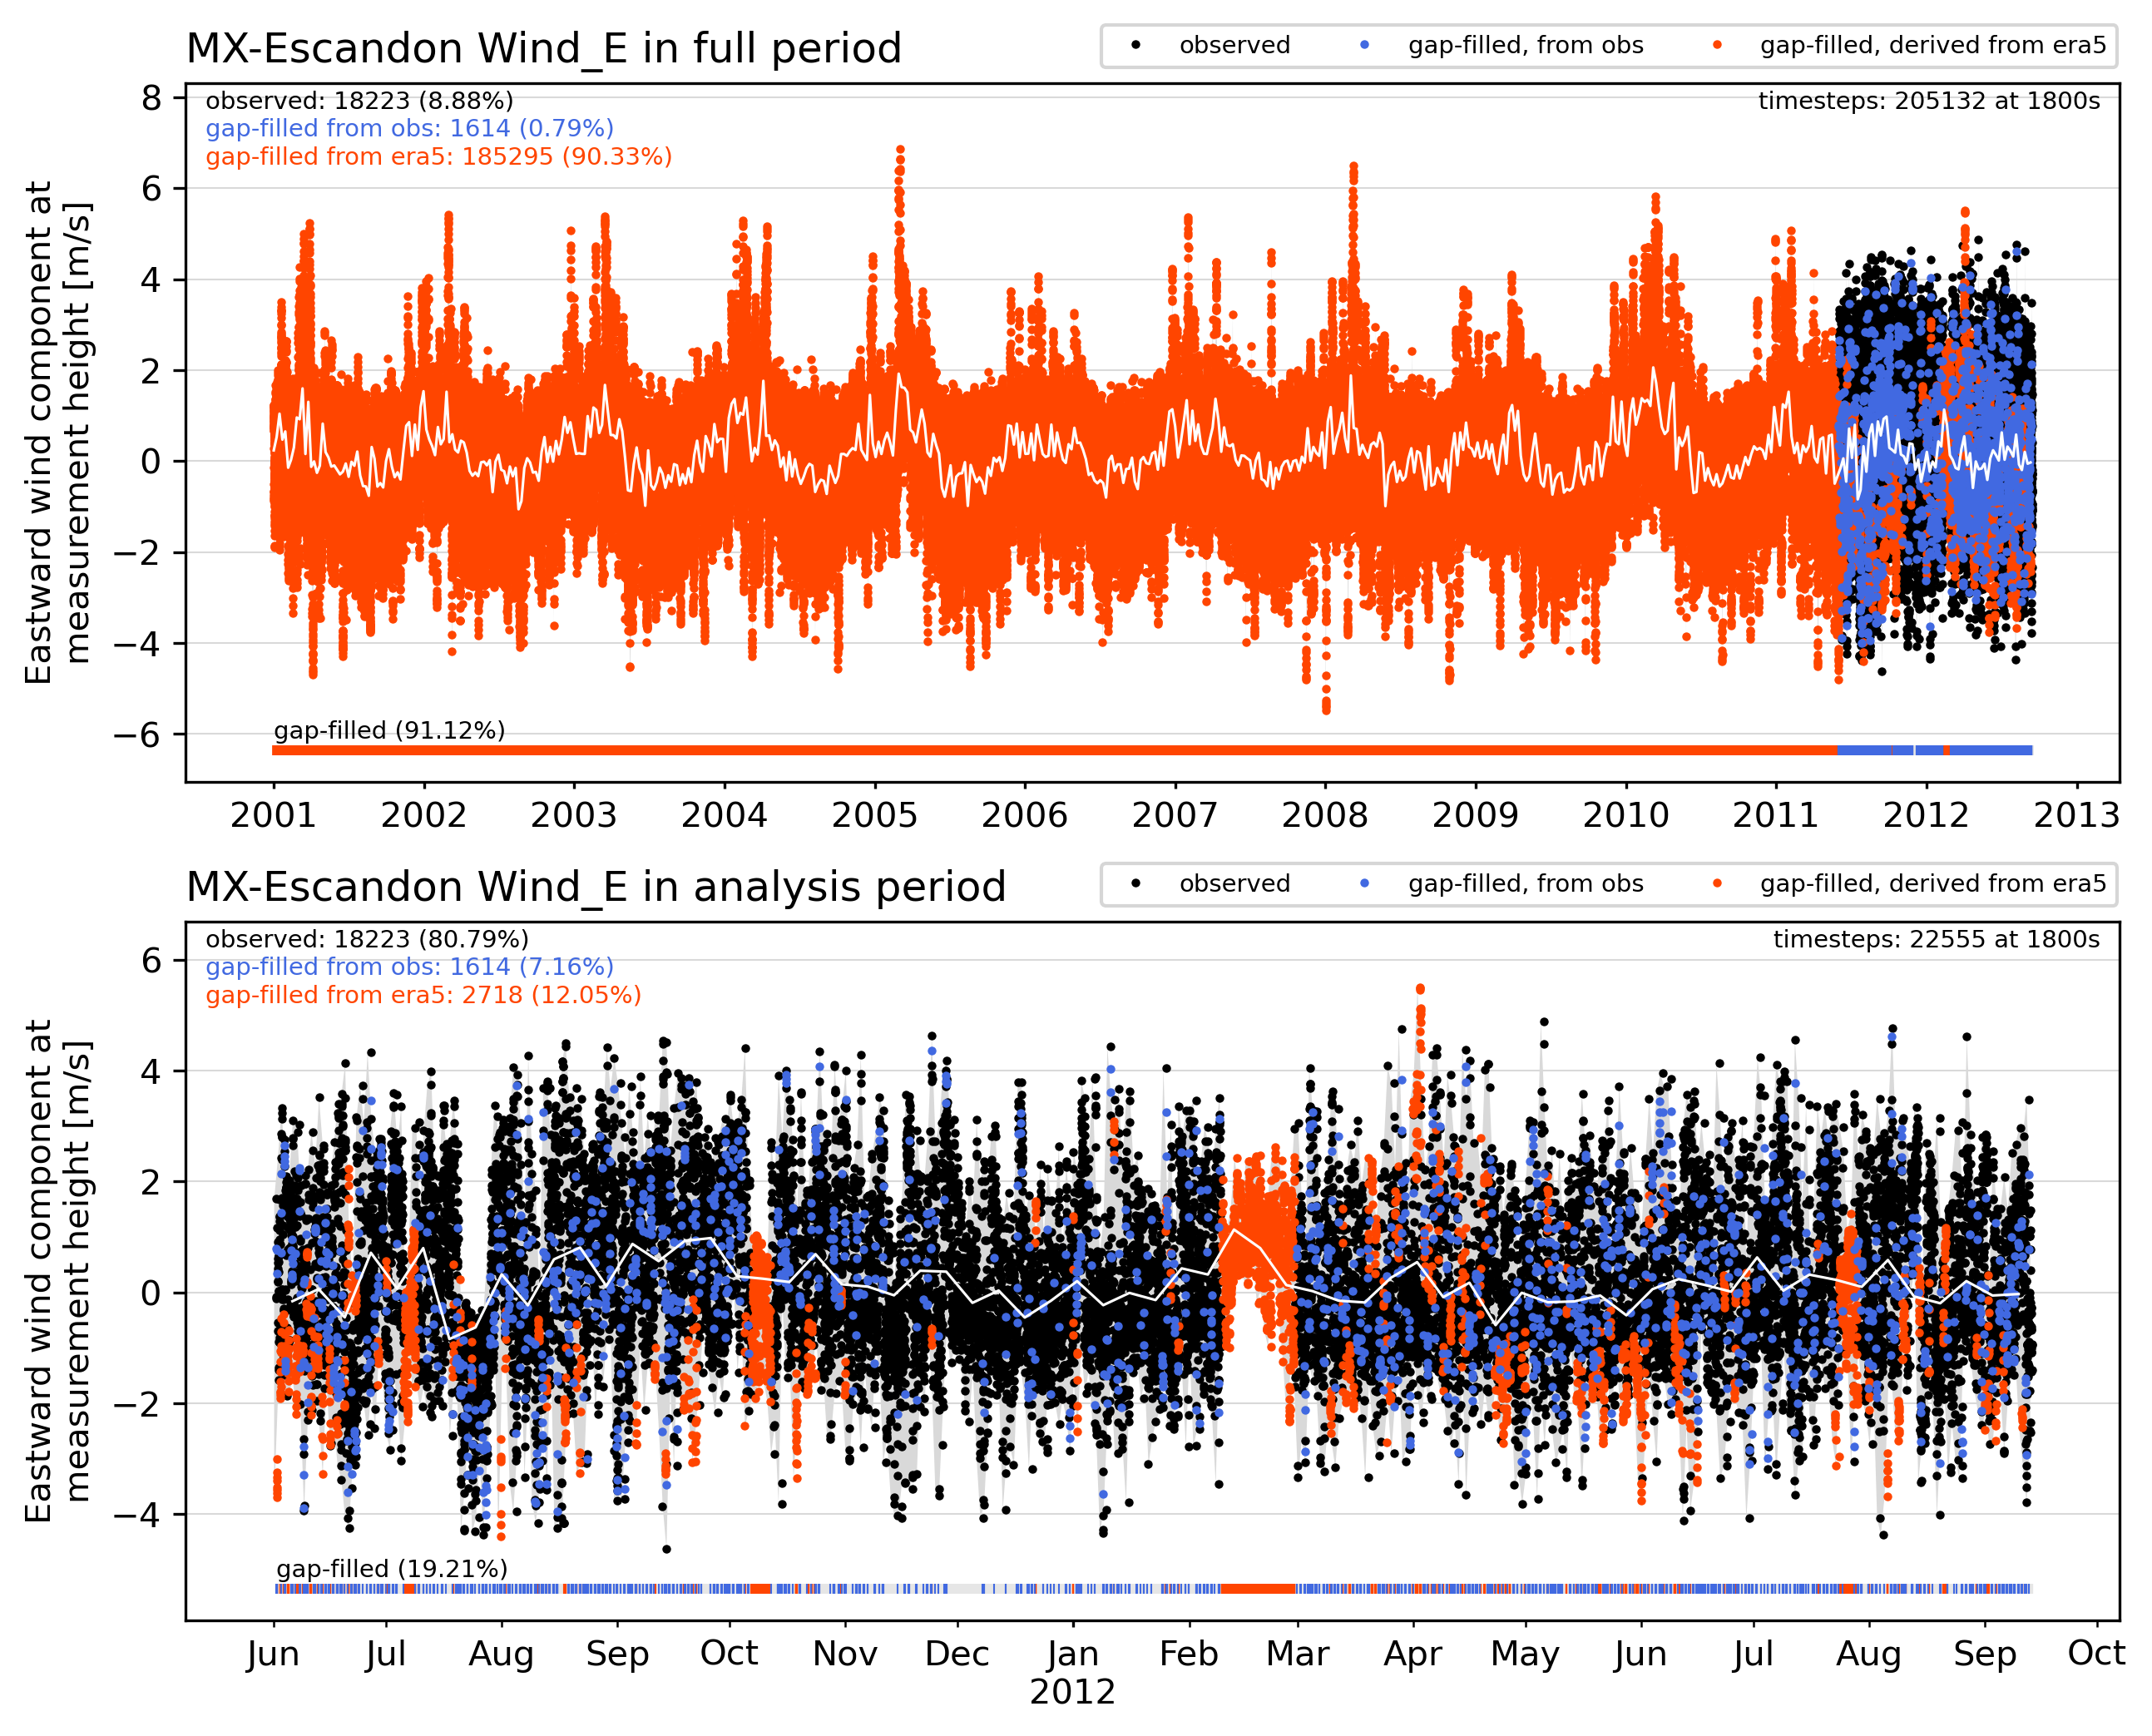 MX-Escandon Wind_E in full period
observed
gap-filled, from obs
gap-filled, derived from era5
8
6
4
2
0
−2
−4
−6
Eastward wind component at
measurement height [m/s]
observed: 18223 (8.88%)
gap-filled from obs: 1614 (0.79%)
gap-filled from era5: 185295 (90.33%)
timesteps: 205132 at 1800s
gap-filled (91.12%)
2001 2002 2003 2004 2005 2006 2007 2008 2009 2010 2011 2012 2013
MX-Escandon Wind_E in analysis period
observed
gap-filled, from obs
gap-filled, derived from era5
6
4
2
0
−2
−4
Eastward wind component at
measurement height [m/s]
observed: 18223 (80.79%)
gap-filled from obs: 1614 (7.16%)
gap-filled from era5: 2718 (12.05%)
timesteps: 22555 at 1800s
gap-filled (19.21%)
Jun Jul Aug Sep Oct Nov Dec Jan Feb Mar Apr May Jun Jul Aug Sep Oct
2012